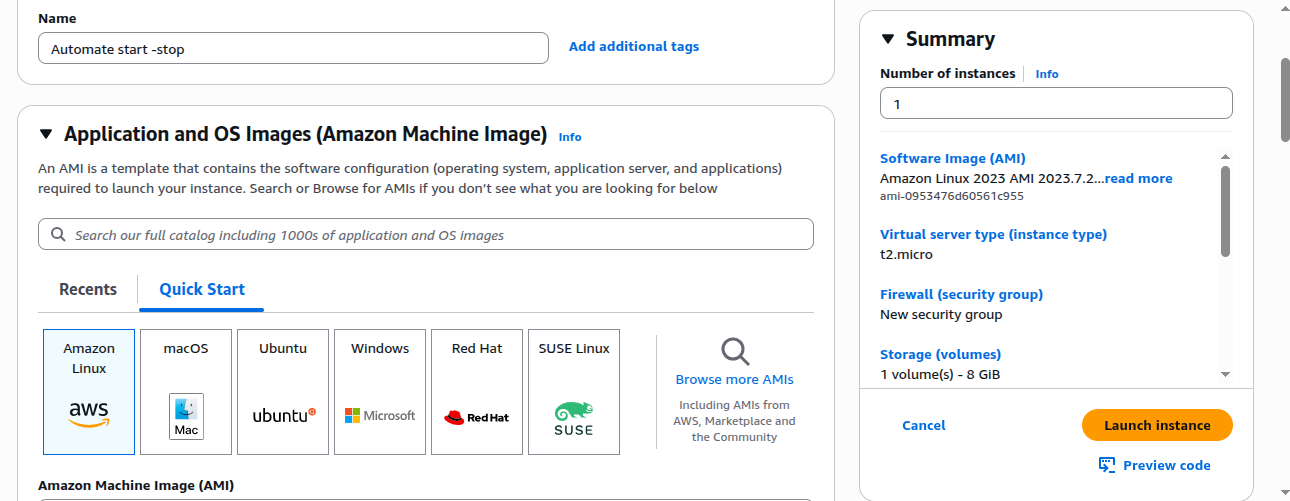 Name
Automate start -stop
Add additional tags
Application and OS Images (Amazon Machine Image)
Info
An AMI is a template that contains the software configuration (operating system, application server, and applications)
required to launch your instance. Search or Browse for AMIs if you don’t see what you are looking for below
Search our full catalog including 1000s of application and OS images
Recents
Quick Start
Amazon
Linux
aws
macOS
Mac
Ubuntu
ubuntu
Windows
Microsoft
Red Hat
Red Hat
SUSE Linux
SUSE
Browse more AMIs
Including AMIs from
AWS, Marketplace and
the Community
Amazon Machine Image (AMI)
Summary
Number of instances
Info
1
Software Image (AMI)
Amazon Linux 2023 AMI 2023.7.2...read more
ami-0953476d60561c955
Virtual server type (instance type)
t2.micro
Firewall (security group)
New security group
Storage (volumes)
1 volume(s) - 8 GiB
Cancel
Launch instance
Preview code